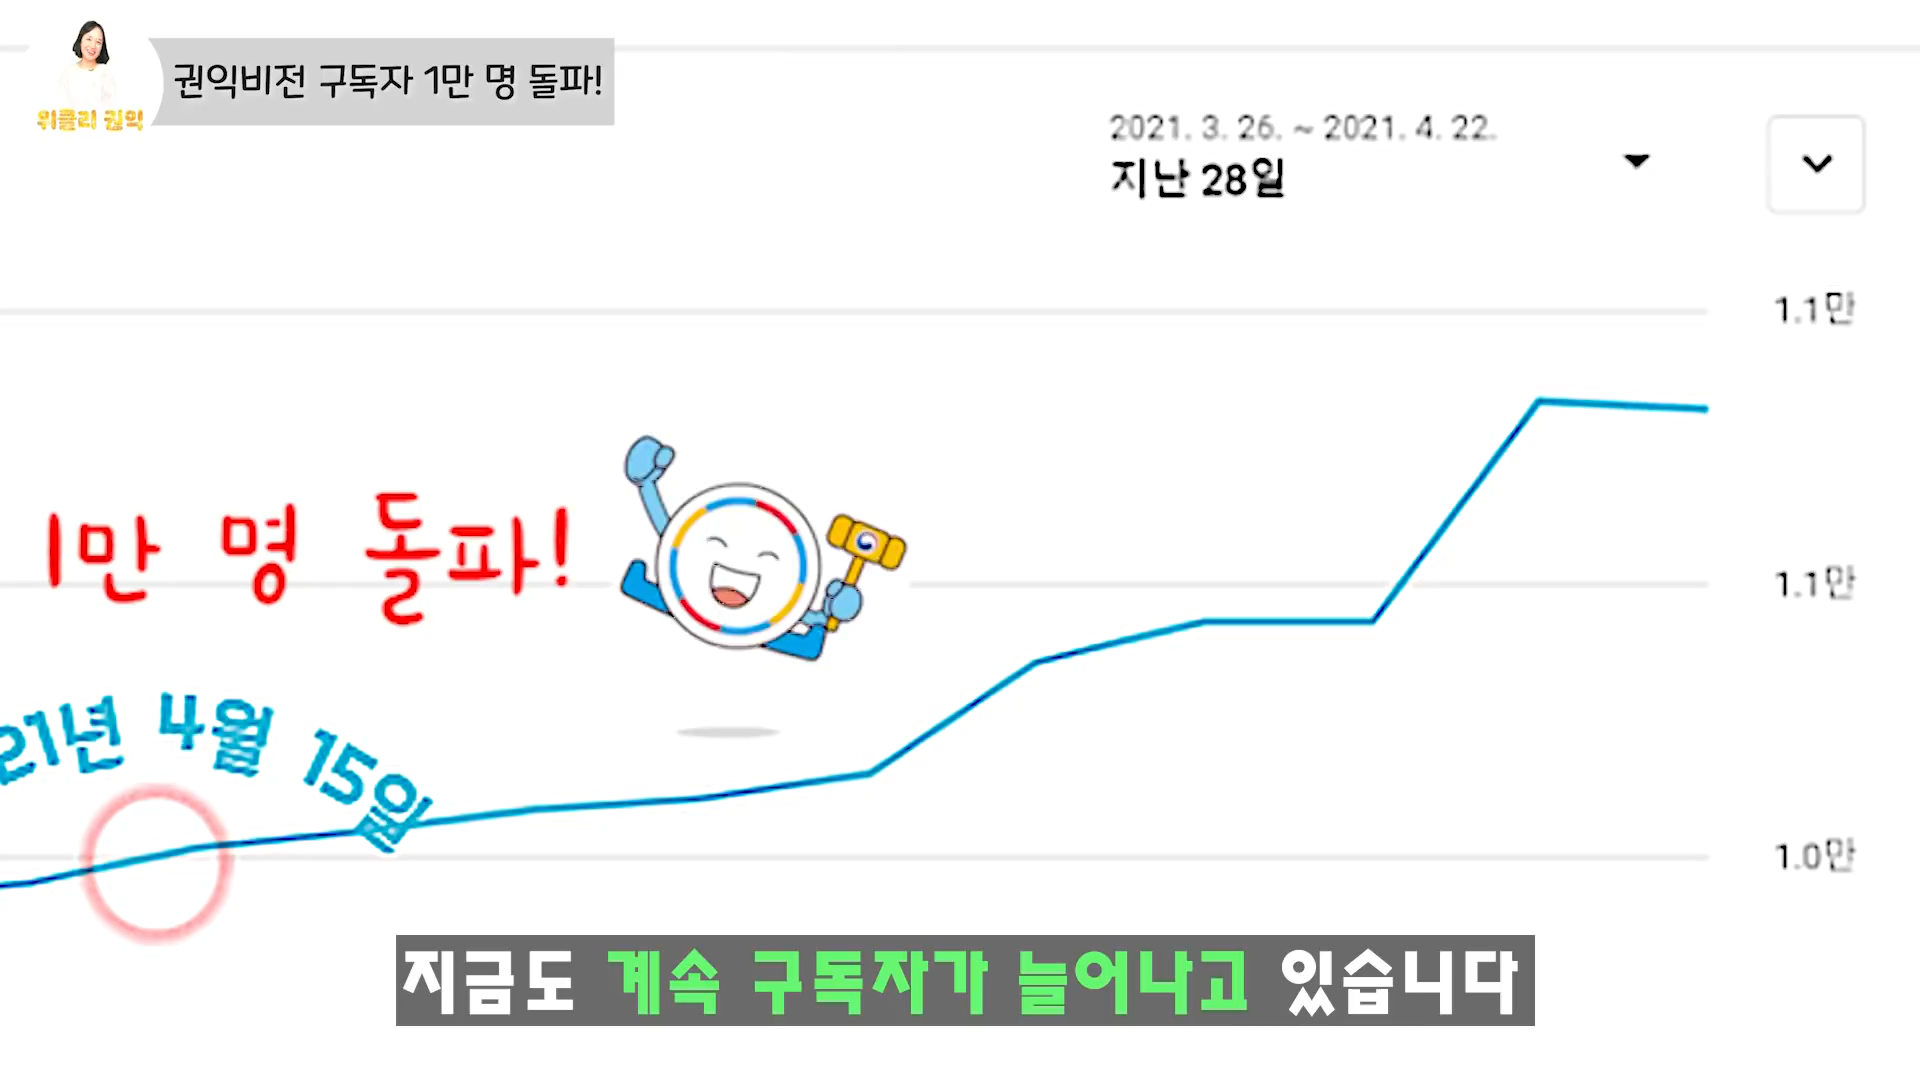 권익비전 구독자 1만 명 돌파!
위클리 권익
2021. 3. 26. ~ 2021. 4. 22.
지난 28일
1.1만
1만 명 돌파!
1.1만
21년 4월 15일
1.0만
지금도 계속 구독자가 늘어나고 있습니다